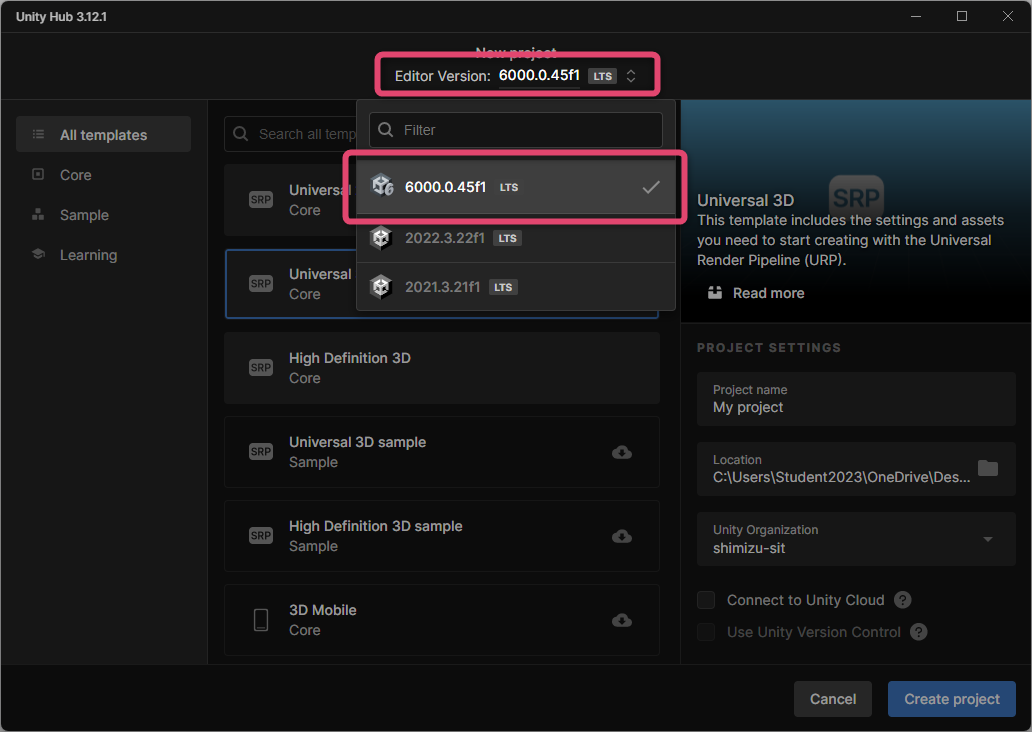 Unity Hub 3.12.1
New project
Editor Version: 6000.0.45f1 LTS
All templates
Core
Sample
Learning
Search all temp
Filter
6000.0.45f1 LTS
2022.3.22f1 LTS
2021.3.21f1 LTS
SRP Universal
Core
SRP Universal
Core
SRP High Definition 3D
Core
SRP Universal 3D sample
Sample
SRP High Definition 3D sample
Sample
3D Mobile
Core
SRP
Universal 3D
This template includes the settings and assets
you need to start creating with the Universal
Render Pipeline (URP).
Read more
PROJECT SETTINGS
Project name
My project
Location
C:\Users\Student2023\OneDrive\Des...
Unity Organization
shimizu-sit
Connect to Unity Cloud ?
Use Unity Version Control ?
Cancel
Create project